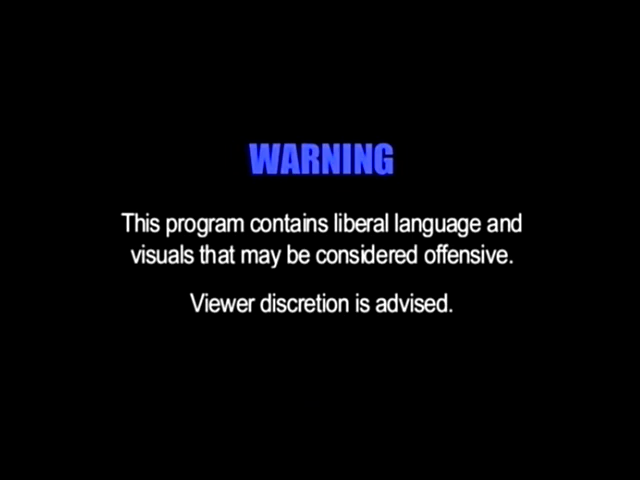 WARNING
This program contains liberal language and
visuals that may be considered offensive.
Viewer discretion is advised.